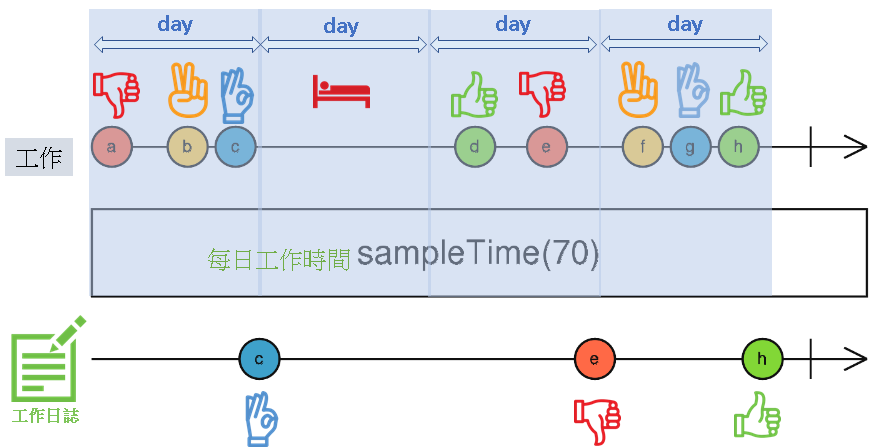 day day day day
a b c d e f g h
工作
每日工作時間 sampleTime(70)
c e h
工作日誌